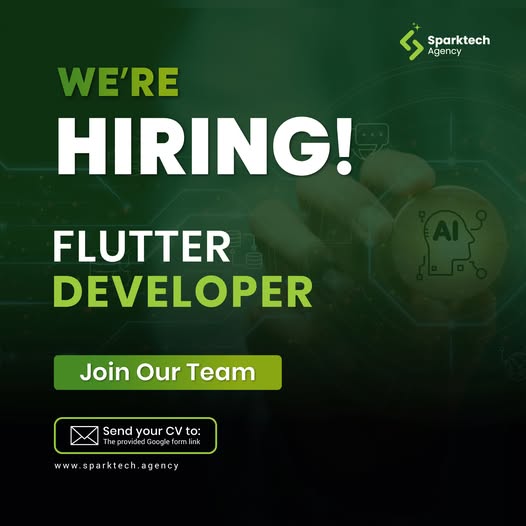 Sparktech
Agency
WE'RE
HIRING!
AI
FLUTTER
DEVELOPER
Join Our Team
Send your CV to:
The provided Google form link
www.sparktech.agency